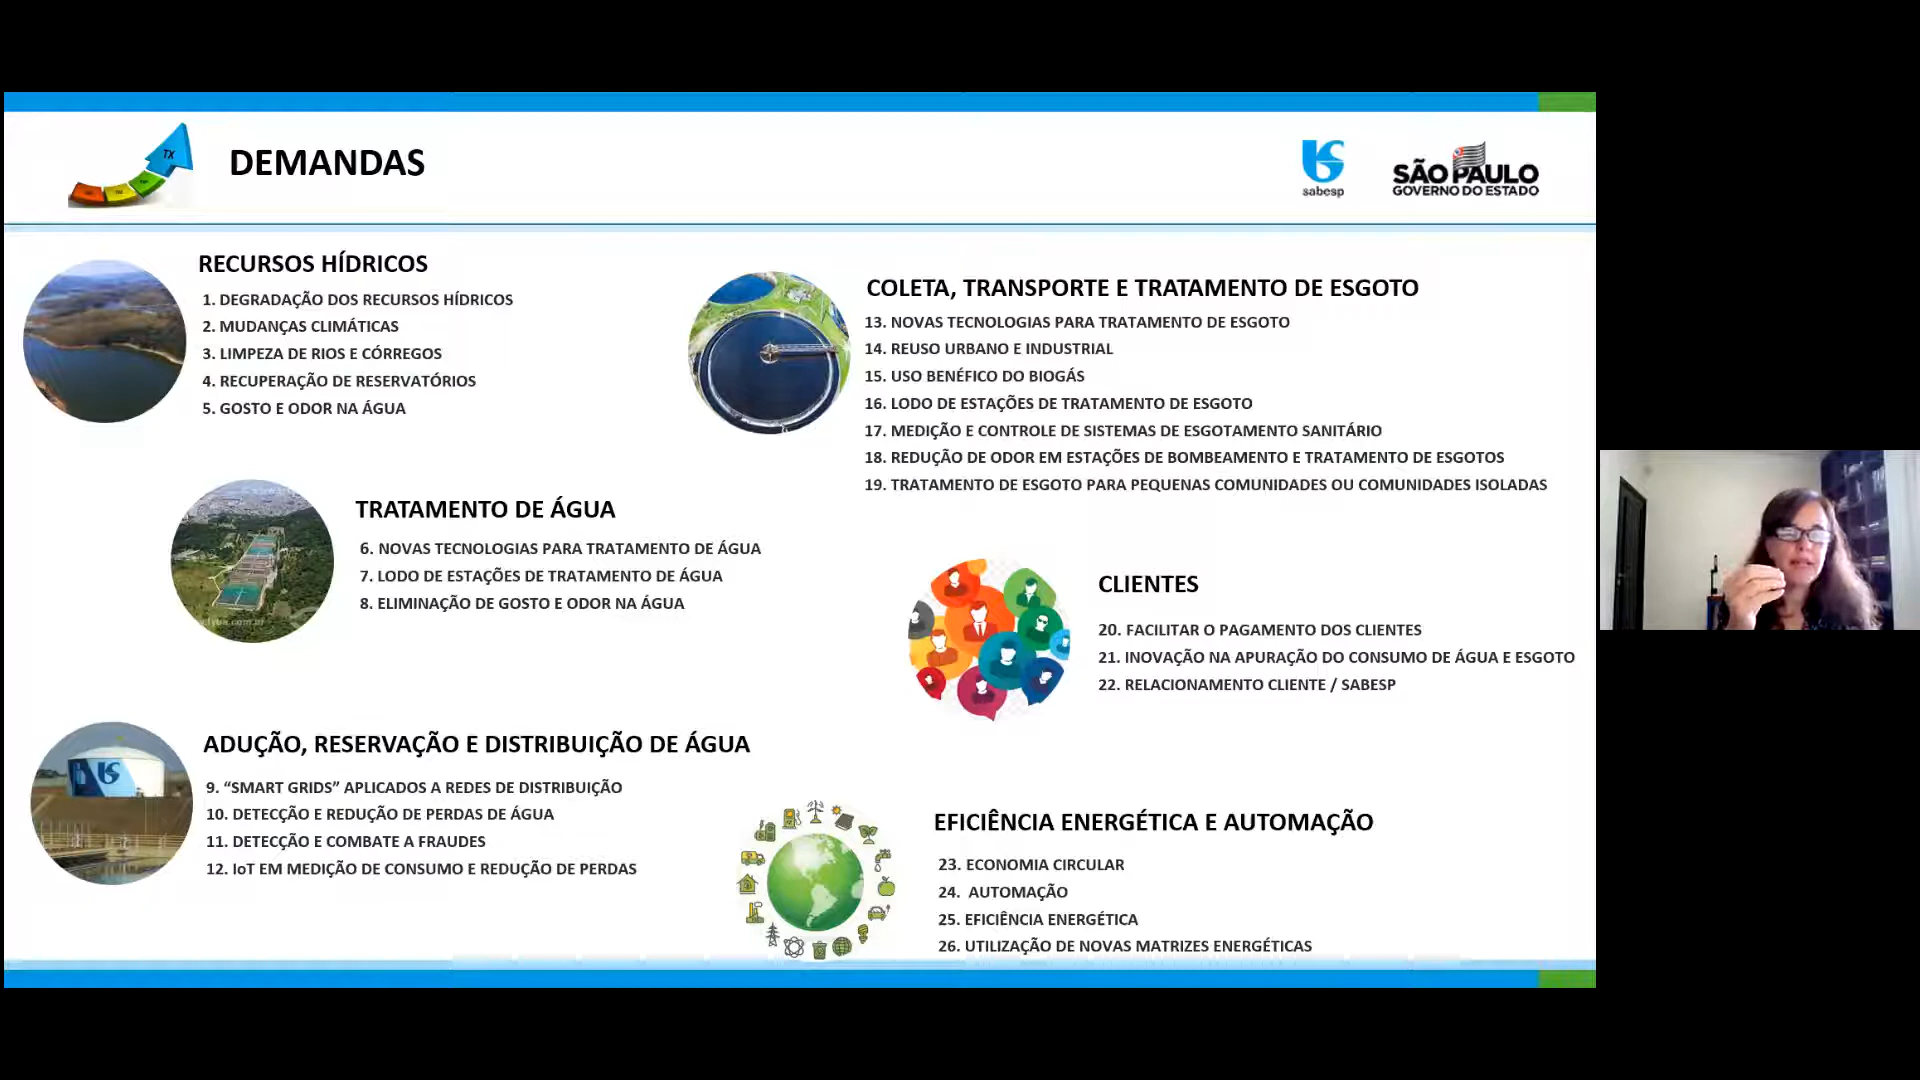 TX
DEMANDAS
sabesp
SÃO PAULO
GOVERNO DO ESTADO
RECURSOS HÍDRICOS
1. DEGRADAÇÃO DOS RECURSOS HÍDRICOS
2. MUDANÇAS CLIMÁTICAS
3. LIMPEZA DE RIOS E CÓRREGOS
4. RECUPERAÇÃO DE RESERVATÓRIOS
5. GOSTO E ODOR NA ÁGUA
TRATAMENTO DE ÁGUA
6. NOVAS TECNOLOGIAS PARA TRATAMENTO DE ÁGUA
7. LODO DE ESTAÇÕES DE TRATAMENTO DE ÁGUA
8. ELIMINAÇÃO DE GOSTO E ODOR NA ÁGUA
ADUÇÃO, RESERVAÇÃO E DISTRIBUIÇÃO DE ÁGUA
9. “SMART GRIDS” APLICADOS A REDES DE DISTRIBUIÇÃO
10. DETECÇÃO E REDUÇÃO DE PERDAS DE ÁGUA
11. DETECÇÃO E COMBATE A FRAUDES
12. IoT EM MEDIÇÃO DE CONSUMO E REDUÇÃO DE PERDAS
COLETA, TRANSPORTE E TRATAMENTO DE ESGOTO
13. NOVAS TECNOLOGIAS PARA TRATAMENTO DE ESGOTO
14. REUSO URBANO E INDUSTRIAL
15. USO BENÉFICO DO BIOGÁS
16. LODO DE ESTAÇÕES DE TRATAMENTO DE ESGOTO
17. MEDIÇÃO E CONTROLE DE SISTEMAS DE ESGOTAMENTO SANITÁRIO
18. REDUÇÃO DE ODOR EM ESTAÇÕES DE BOMBEAMENTO E TRATAMENTO DE ESGOTOS
19. TRATAMENTO DE ESGOTO PARA PEQUENAS COMUNIDADES OU COMUNIDADES ISOLADAS
CLIENTES
20. FACILITAR O PAGAMENTO DOS CLIENTES
21. INOVAÇÃO NA APURAÇÃO DO CONSUMO DE ÁGUA E ESGOTO
22. RELACIONAMENTO CLIENTE / SABESP
EFICIÊNCIA ENERGÉTICA E AUTOMAÇÃO
23. ECONOMIA CIRCULAR
24. AUTOMAÇÃO
25. EFICIÊNCIA ENERGÉTICA
26. UTILIZAÇÃO DE NOVAS MATRIZES ENERGÉTICAS